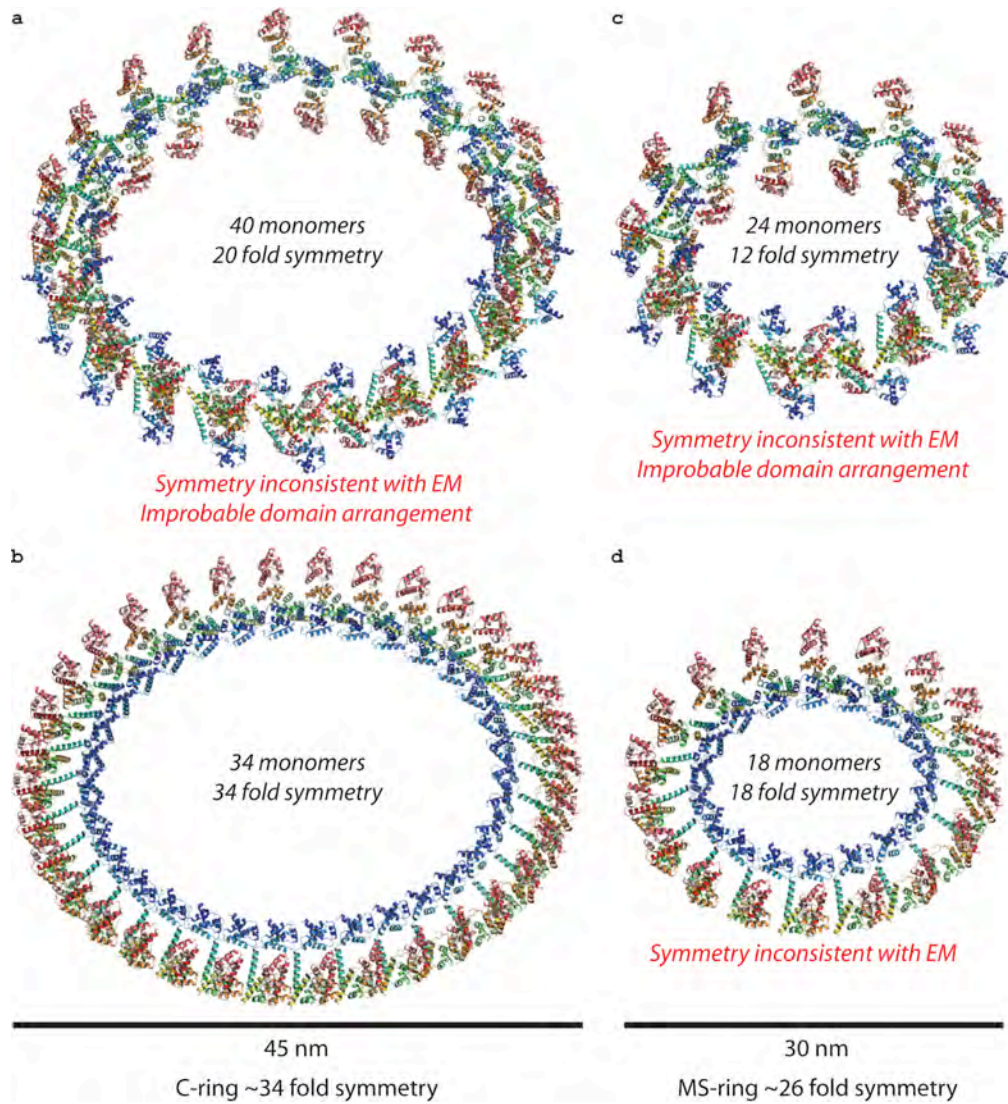 a
40 monomers
20 fold symmetry
Symmetry inconsistent with EM
Improbable domain arrangement
b
34 monomers
34 fold symmetry
45 nm
C-ring ~34 fold symmetry
c
24 monomers
12 fold symmetry
Symmetry inconsistent with EM
Improbable domain arrangement
d
18 monomers
18 fold symmetry
Symmetry inconsistent with EM
30 nm
MS-ring ~26 fold symmetry